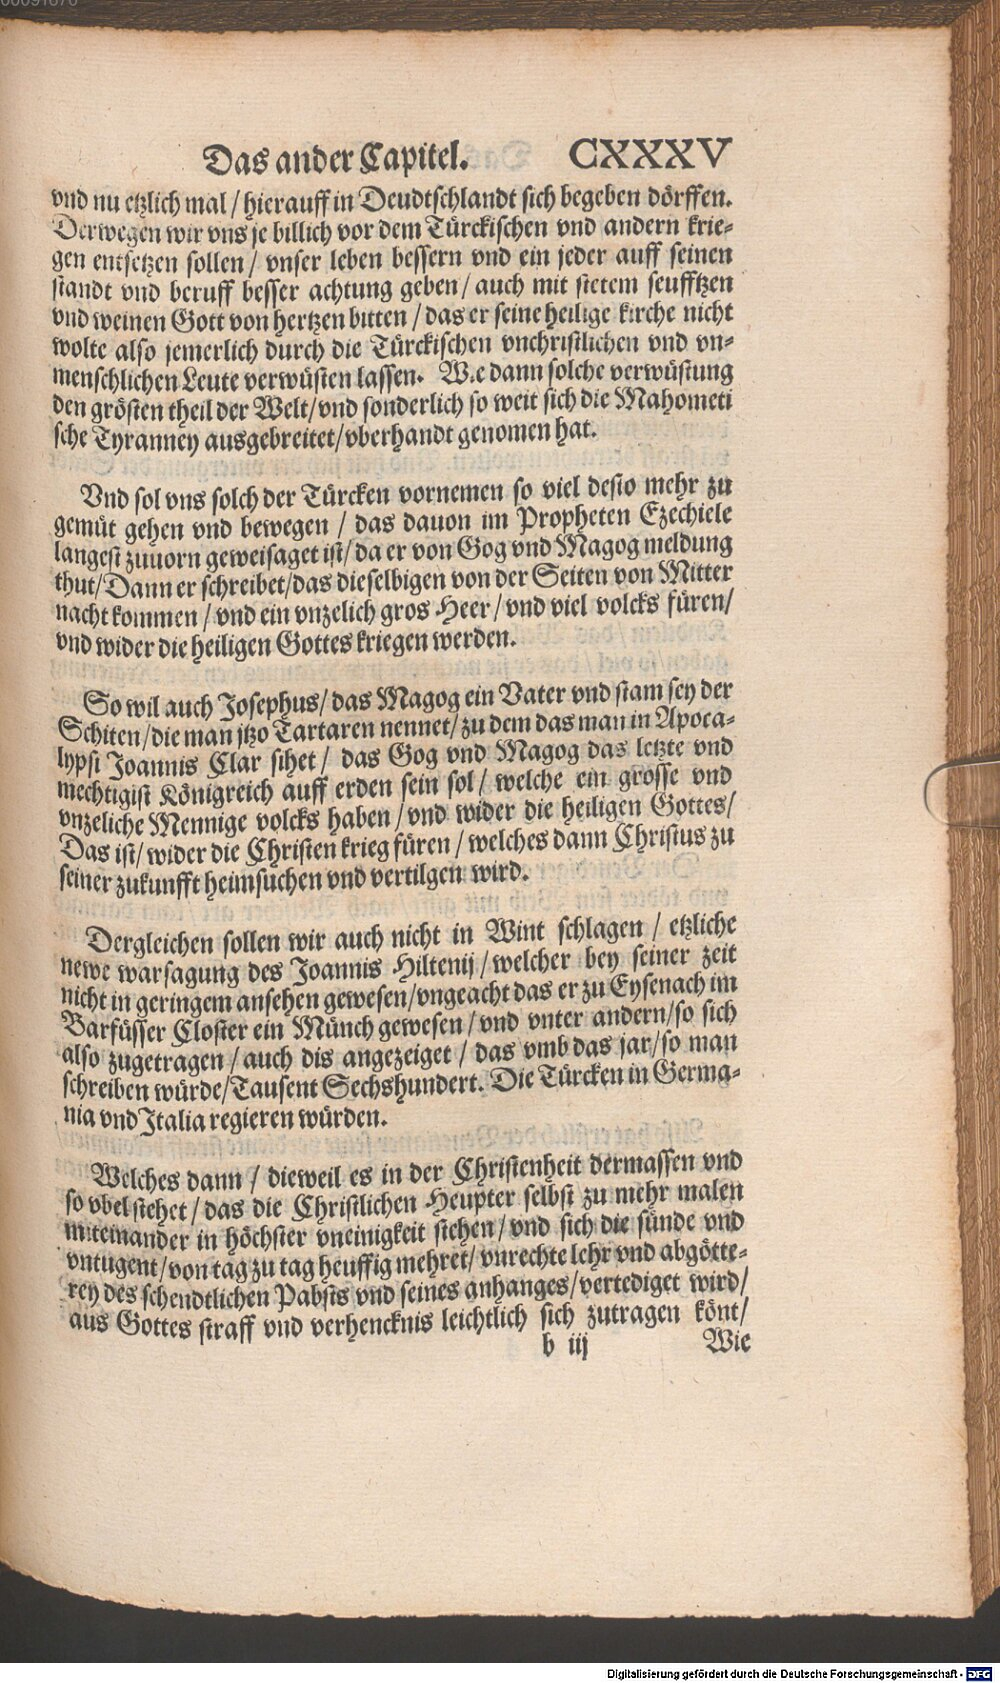 Das ander Capitel. CXXXV
vnd nu etzlich mal / hierauff in Deudtschlandt sich begeben dörffen.
Derwegen wir vns je billich vor dem Türckischen vnd andern krie-
gen entsetzen sollen / vnser leben bessern vnd ein jeder auff seinen
standt vnd beruff besser achtung geben / auch mit stetem seufftzen
vnd weinen Gott von hertzen bitten / das er seine heilige kirche nicht
wolte also jemerlich durch die Türckischen vnchristlichen vnd vn-
menschlichen Leute verwüsten lassen. Wie dann solche verwüstung
den grösten theil der Welt / vnd sonderlich so weit sich die Mahometi
sche Tyranney ausgebreitet / vberhandt genomen hat.
Vnd sol vns solch der Türcken vornemen so viel desto mehr zu
gemüt gehen vnd bewegen / das dauon im Propheten Ezechiele
langest zuuorn geweisaget ist / da er von Gog vnd Magog meldung
thut / Dann er schreibet / das dieselbigen von der Seiten von Mitter
nacht kommen / vnd ein vnzelich gros Heer / vnd viel volcks füren /
vnd wider die heiligen Gottes kriegen werden.
So wil auch Josephus / das Magog ein Vater vnd stam sey der
Schiten / die man jtzo Tartaren nennet / zu dem das man in Apoca-
lypsi Joannis Clar sihet / das Gog vnd Magog das letzte vnd
mechtigist Königreich auff erden sein sol / welche ein grosse vnd
vnzeliche Mennige volcks haben / vnd wider die heiligen Gottes /
Das ist / wider die Christen krieg füren / welches dann Christus zu
seiner zukunfft heimsuchen vnd vertilgen wird.
Dergleichen sollen wir auch nicht in Wint schlagen / etzliche
newe warsagung des Joannis Hiltenij / welcher bey seiner zeit
nicht in geringem ansehen gewesen / vngeacht das er zu Eysenach im
Barfüsser Closter ein Münch gewesen / vnd vnter andern / so sich
also zugetragen / auch dis angezeiget / das vmb das jar / so man
schreiben würde / Tausent Sechshundert. Die Türcken in Germa-
nia vnd Italia regieren würden.
Welches dann / dieweil es in der Christenheit dermassen vnd
so vbel stehet / das die Christlichen Heupter selbst zu mehr malen
miteinander in höchster vneinigkeit stehen / vnd sich die sünde vnd
vntugent / von tag zu tag heuffig mehret / vnrechte lehr vnd abgötte-
rey des schendtlichen Pabsts vnd seines anhanges / vertediget wird /
aus Gottes straff vnd verhencknis leichtlich sich zutragen könt /
b iij Wie
Digitalisierung gefördert durch die Deutsche Forschungsgemeinschaft - DFG